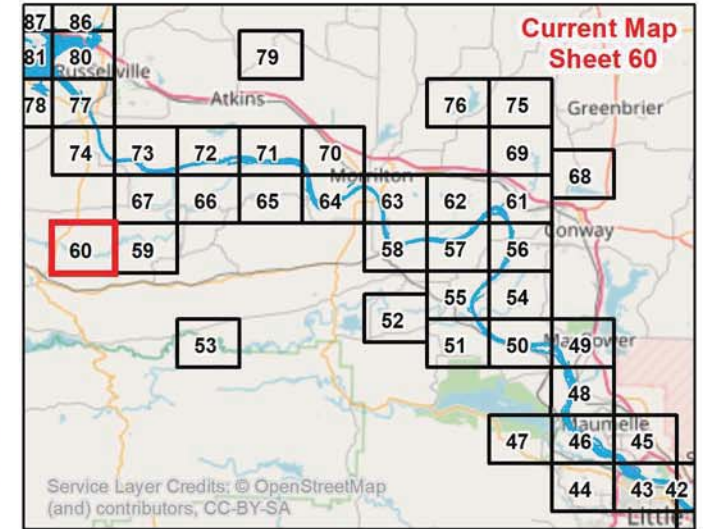 87 86
Current Map
Sheet 60
81 80
79
Russellville
78 77
Atkins
76 75
Greenbrier
74 73 72 71 70
69
68
Morrilton
67 66 65 64 63 62 61
Conway
60 59
58 57 56
55 54
52
53
51 50 49
Mayflower
48
Maumelle
47 46 45
44 43 42
Service Layer Credits: © OpenStreetMap
(and) contributors, CC-BY-SA
Little